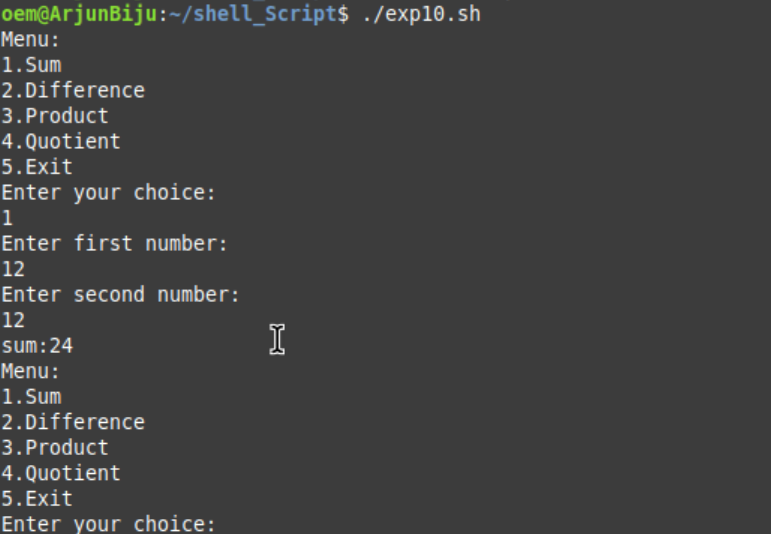 oem@ArjunBiju:~/shell_Script$ ./exp10.sh
Menu:
1.Sum
2.Difference
3.Product
4.Quotient
5.Exit
Enter your choice:
1
Enter first number:
12
Enter second number:
12
sum:24
Menu:
1.Sum
2.Difference
3.Product
4.Quotient
5.Exit
Enter your choice: